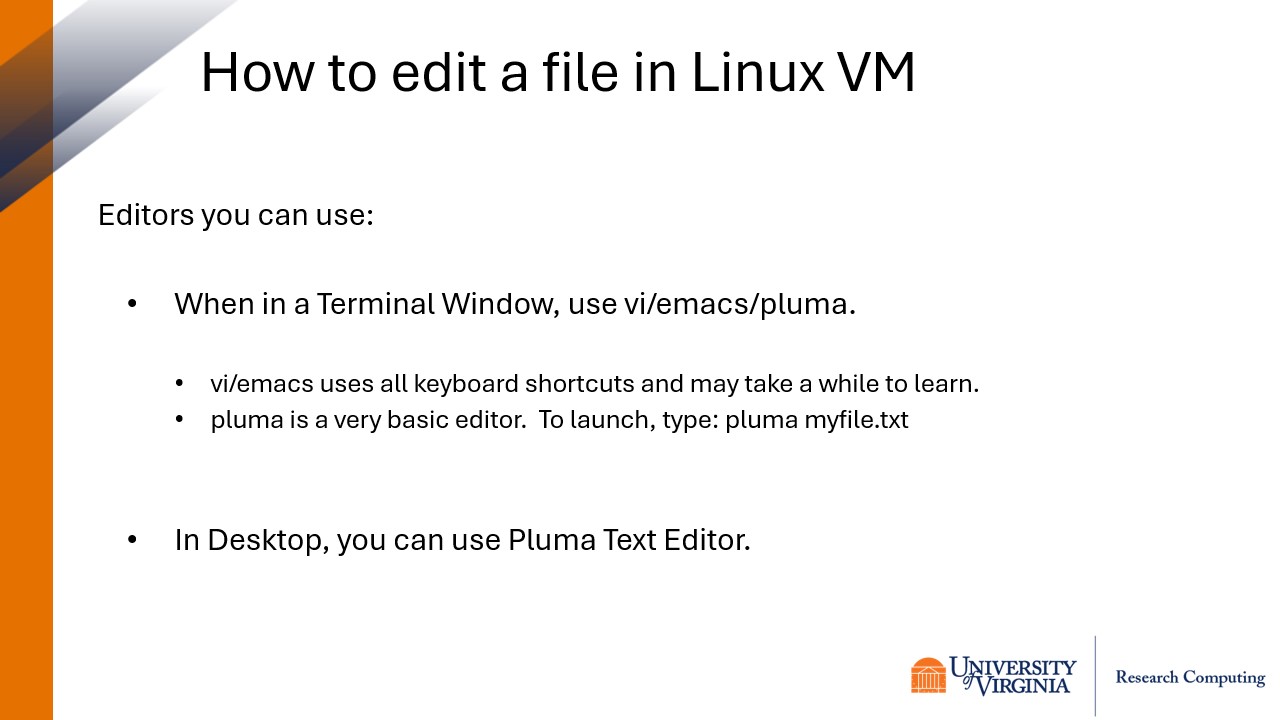 How to edit a file in Linux VM
Editors you can use:
• When in a Terminal Window, use vi/emacs/pluma.
• vi/emacs uses all keyboard shortcuts and may take a while to learn.
• pluma is a very basic editor.  To launch, type: pluma myfile.txt
• In Desktop, you can use Pluma Text Editor.
UNIVERSITY
of VIRGINIA
Research Computing